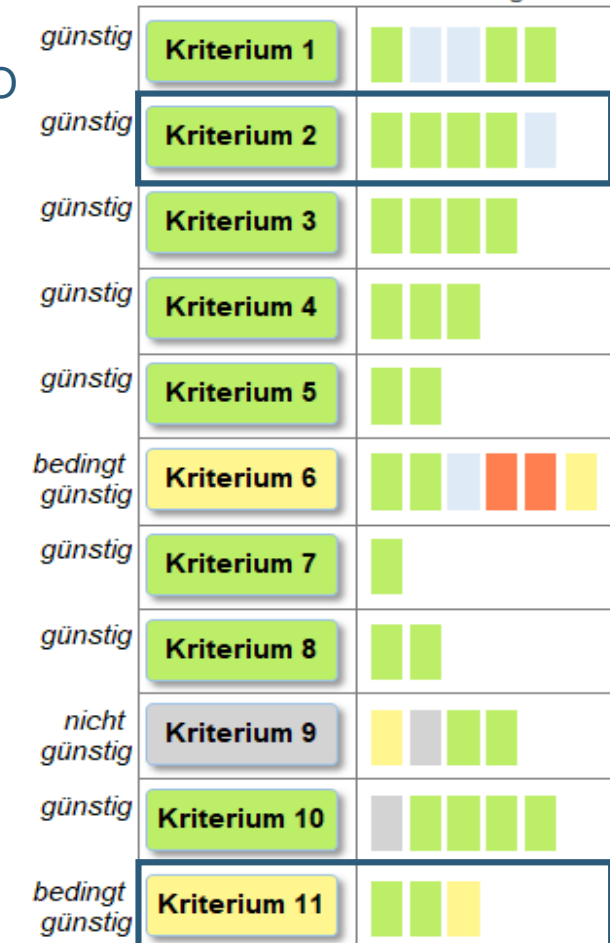 günstig Kriterium 1
günstig Kriterium 2
günstig Kriterium 3
günstig Kriterium 4
günstig Kriterium 5
bedingt
günstig Kriterium 6
günstig Kriterium 7
günstig Kriterium 8
nicht
günstig Kriterium 9
günstig Kriterium 10
bedingt
günstig Kriterium 11